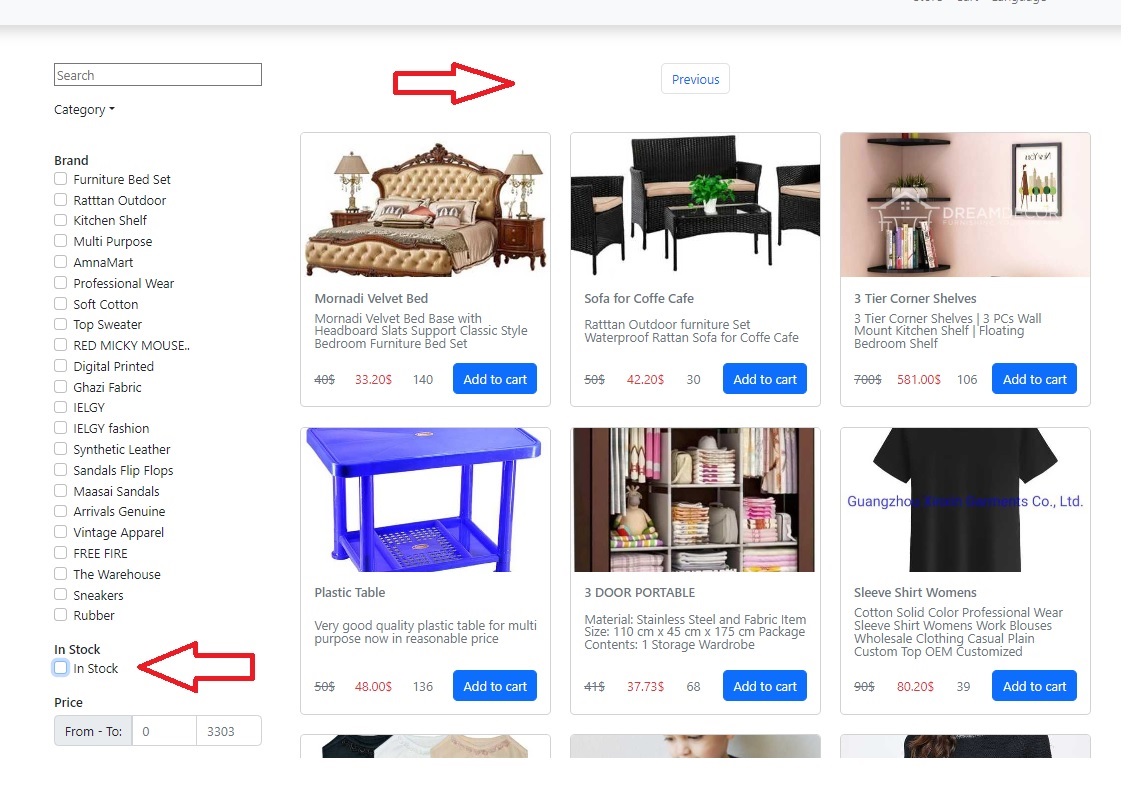 Store Cart Language
Search
Previous
Category
Brand
Furniture Bed Set
Ratttan Outdoor
Kitchen Shelf
Multi Purpose
AmnaMart
Professional Wear
Soft Cotton
Top Sweater
RED MICKY MOUSE..
Digital Printed
Ghazi Fabric
IELGY
IELGY fashion
Synthetic Leather
Sandals Flip Flops
Maasai Sandals
Arrivals Genuine
Vintage Apparel
FREE FIRE
The Warehouse
Sneakers
Rubber
In Stock
In Stock
Price
From - To: 0 3303
Mornadi Velvet Bed
Mornadi Velvet Bed Base with
Headboard Slats Support Classic Style
Bedroom Furniture Bed Set
40$ 33.20$ 140 Add to cart
Sofa for Coffe Cafe
Ratttan Outdoor furniture Set
Waterproof Rattan Sofa for Coffe Cafe
50$ 42.20$ 30 Add to cart
DREAMDECOR
3 Tier Corner Shelves
3 Tier Corner Shelves | 3 PCs Wall
Mount Kitchen Shelf | Floating
Bedroom Shelf
700$ 581.00$ 106 Add to cart
Plastic Table
Very good quality plastic table for multi
purpose now in reasonable price
50$ 48.00$ 136 Add to cart
3 DOOR PORTABLE
Material: Stainless Steel and Fabric Item
Size: 110 cm x 45 cm x 175 cm Package
Contents: 1 Storage Wardrobe
41$ 37.73$ 68 Add to cart
Co., Ltd.
Sleeve Shirt Womens
Cotton Solid Color Professional Wear
Sleeve Shirt Womens Work Blouses
Wholesale Clothing Casual Plain
Custom Top OEM Customized
90$ 80.20$ 39 Add to cart